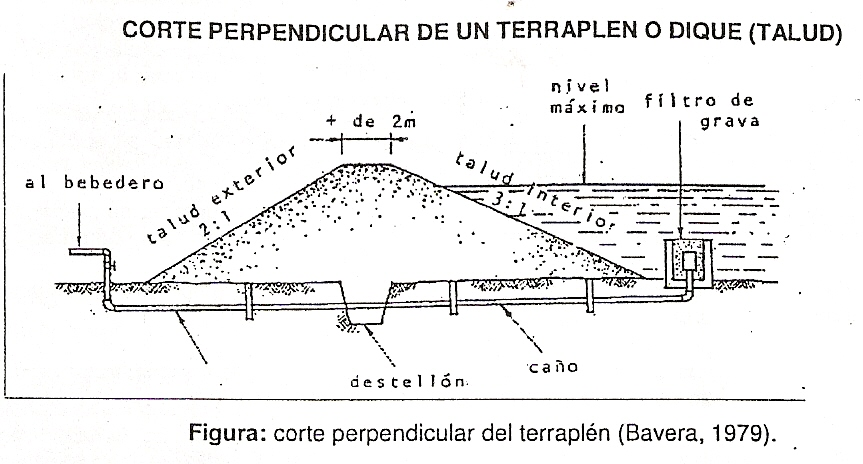 CORTE PERPENDICULAR DE UN TERRAPLEN O DIQUE (TALUD)
nivel
máximo
filtro de
grava
+ de 2m
al bebedero
talud exterior
2:1
talud interior
3:1
destellón
caño
Figura: corte perpendicular del terraplén (Bavera, 1979).